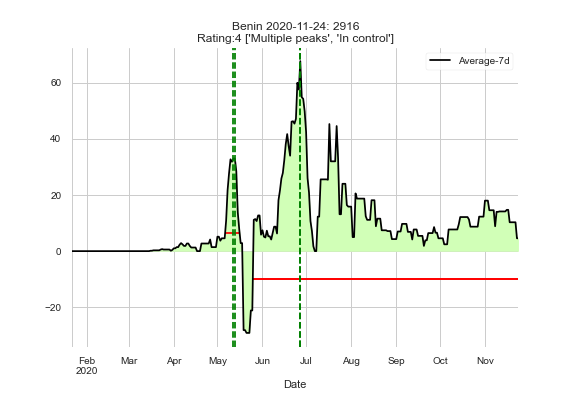 Benin 2020-11-24: 2916
Rating:4 ['Multiple peaks', 'In control']
Average-7d
60
40
20
0
−20
Feb
2020
Mar
Apr
May
Jun
Jul
Aug
Sep
Oct
Nov
Date